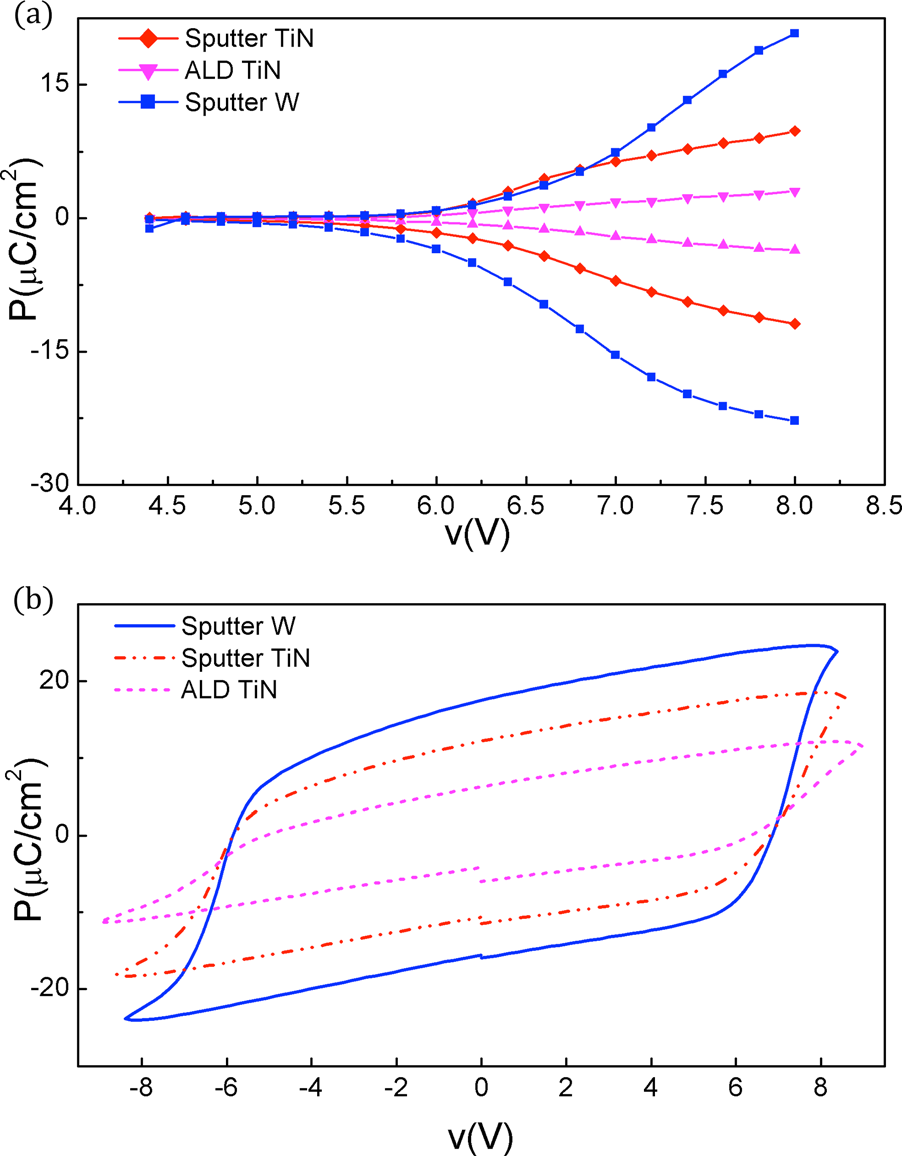 (a)
Sputter TiN
ALD TiN
Sputter W
15
0
-15
-30
P(μC/cm²)
4.0 4.5 5.0 5.5 6.0 6.5 7.0 7.5 8.0 8.5
v(V)
(b)
Sputter W
Sputter TiN
ALD TiN
20
0
-20
P(μC/cm²)
-8 -6 -4 -2 0 2 4 6 8
v(V)